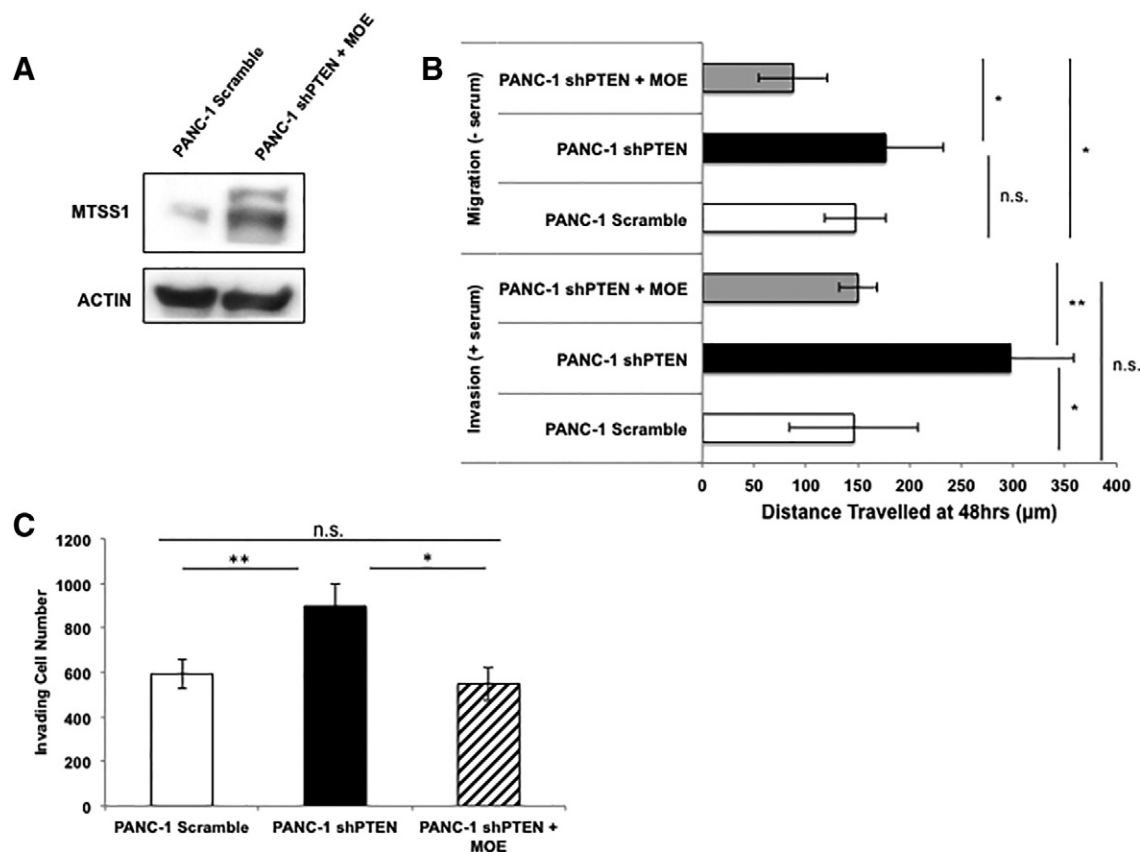 A
PANC-1 Scramble
PANC-1 shPTEN + MOE
MTSS1
ACTIN
B
Migration (- serum)
PANC-1 shPTEN + MOE
PANC-1 shPTEN
PANC-1 Scramble
*
n.s.
*
Invasion (+ serum)
PANC-1 shPTEN + MOE
PANC-1 shPTEN
PANC-1 Scramble
**
*
n.s.
0 50 100 150 200 250 300 350 400
Distance Travelled at 48hrs (µm)
C
n.s.
** *
Invading Cell Number
1200
1000
800
600
400
200
0
PANC-1 Scramble PANC-1 shPTEN PANC-1 shPTEN +
MOE